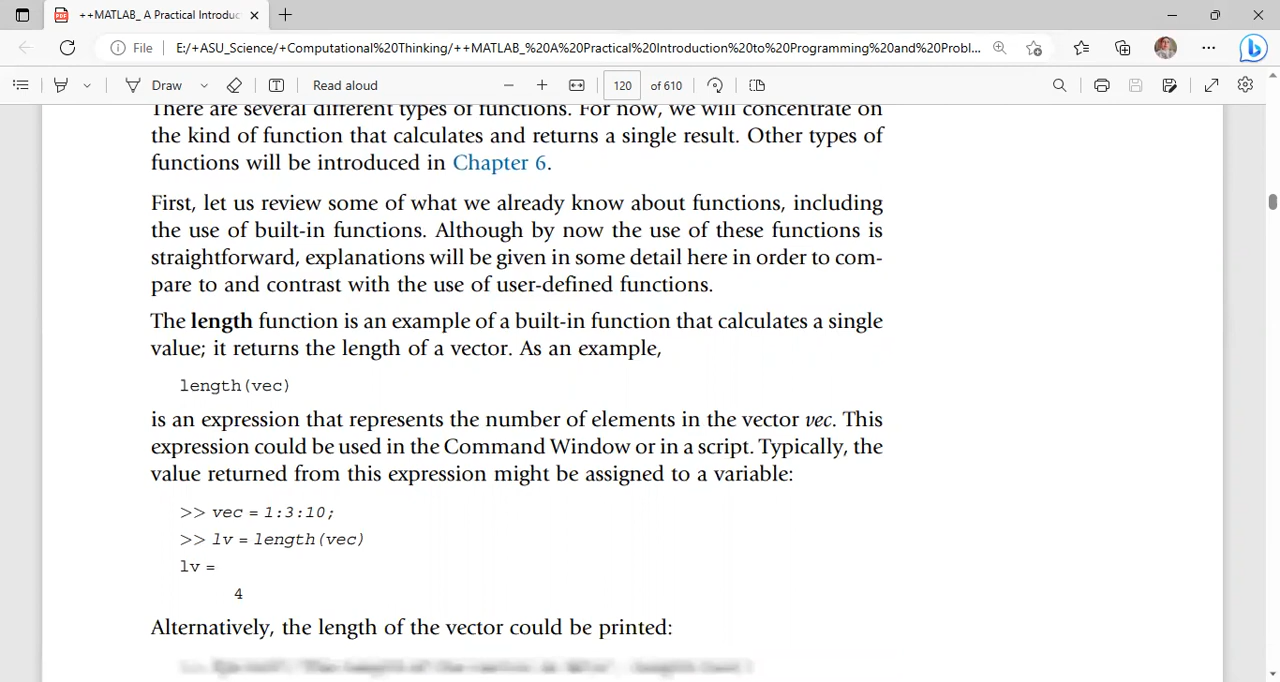 ++MATLAB_ A Practical Introduc
File E:/+ASU_Science/+Computational%20Thinking/++MATLAB_%20A%20Practical%20Introduction%20to%20Programming%20and%20Probl...
Draw Read aloud 120 of 610
There are several different types of functions. For now, we will concentrate on
the kind of function that calculates and returns a single result. Other types of
functions will be introduced in Chapter 6.
First, let us review some of what we already know about functions, including
the use of built-in functions. Although by now the use of these functions is
straightforward, explanations will be given in some detail here in order to com-
pare to and contrast with the use of user-defined functions.
The length function is an example of a built-in function that calculates a single
value; it returns the length of a vector. As an example,
length(vec)
is an expression that represents the number of elements in the vector vec. This
expression could be used in the Command Window or in a script. Typically, the
value returned from this expression might be assigned to a variable:
>> vec = 1:3:10;
>> lv = length(vec)
lv =
4
Alternatively, the length of the vector could be printed: